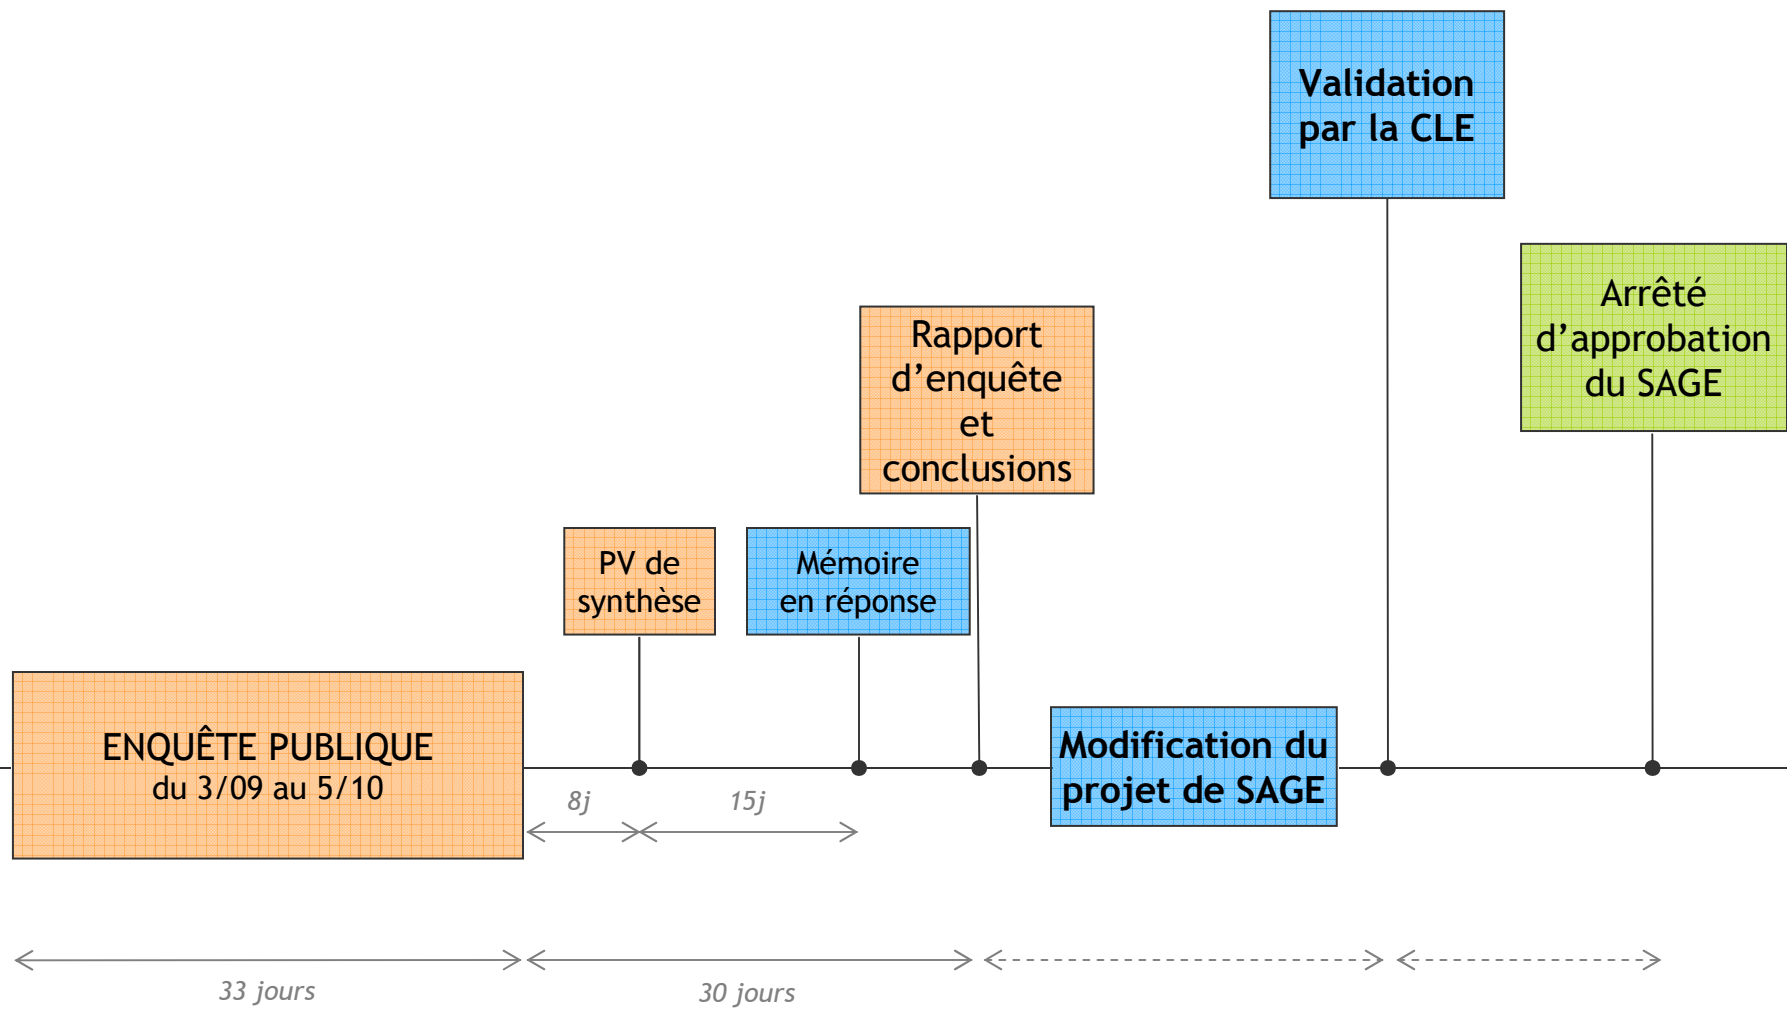 Validation
par la CLE
Arrêté
d’approbation
du SAGE
Rapport
d’enquête
et
conclusions
PV de
synthèse
Mémoire
en réponse
ENQUÊTE PUBLIQUE
du 3/09 au 5/10
Modification du
projet de SAGE
8j
15j
33 jours
30 jours